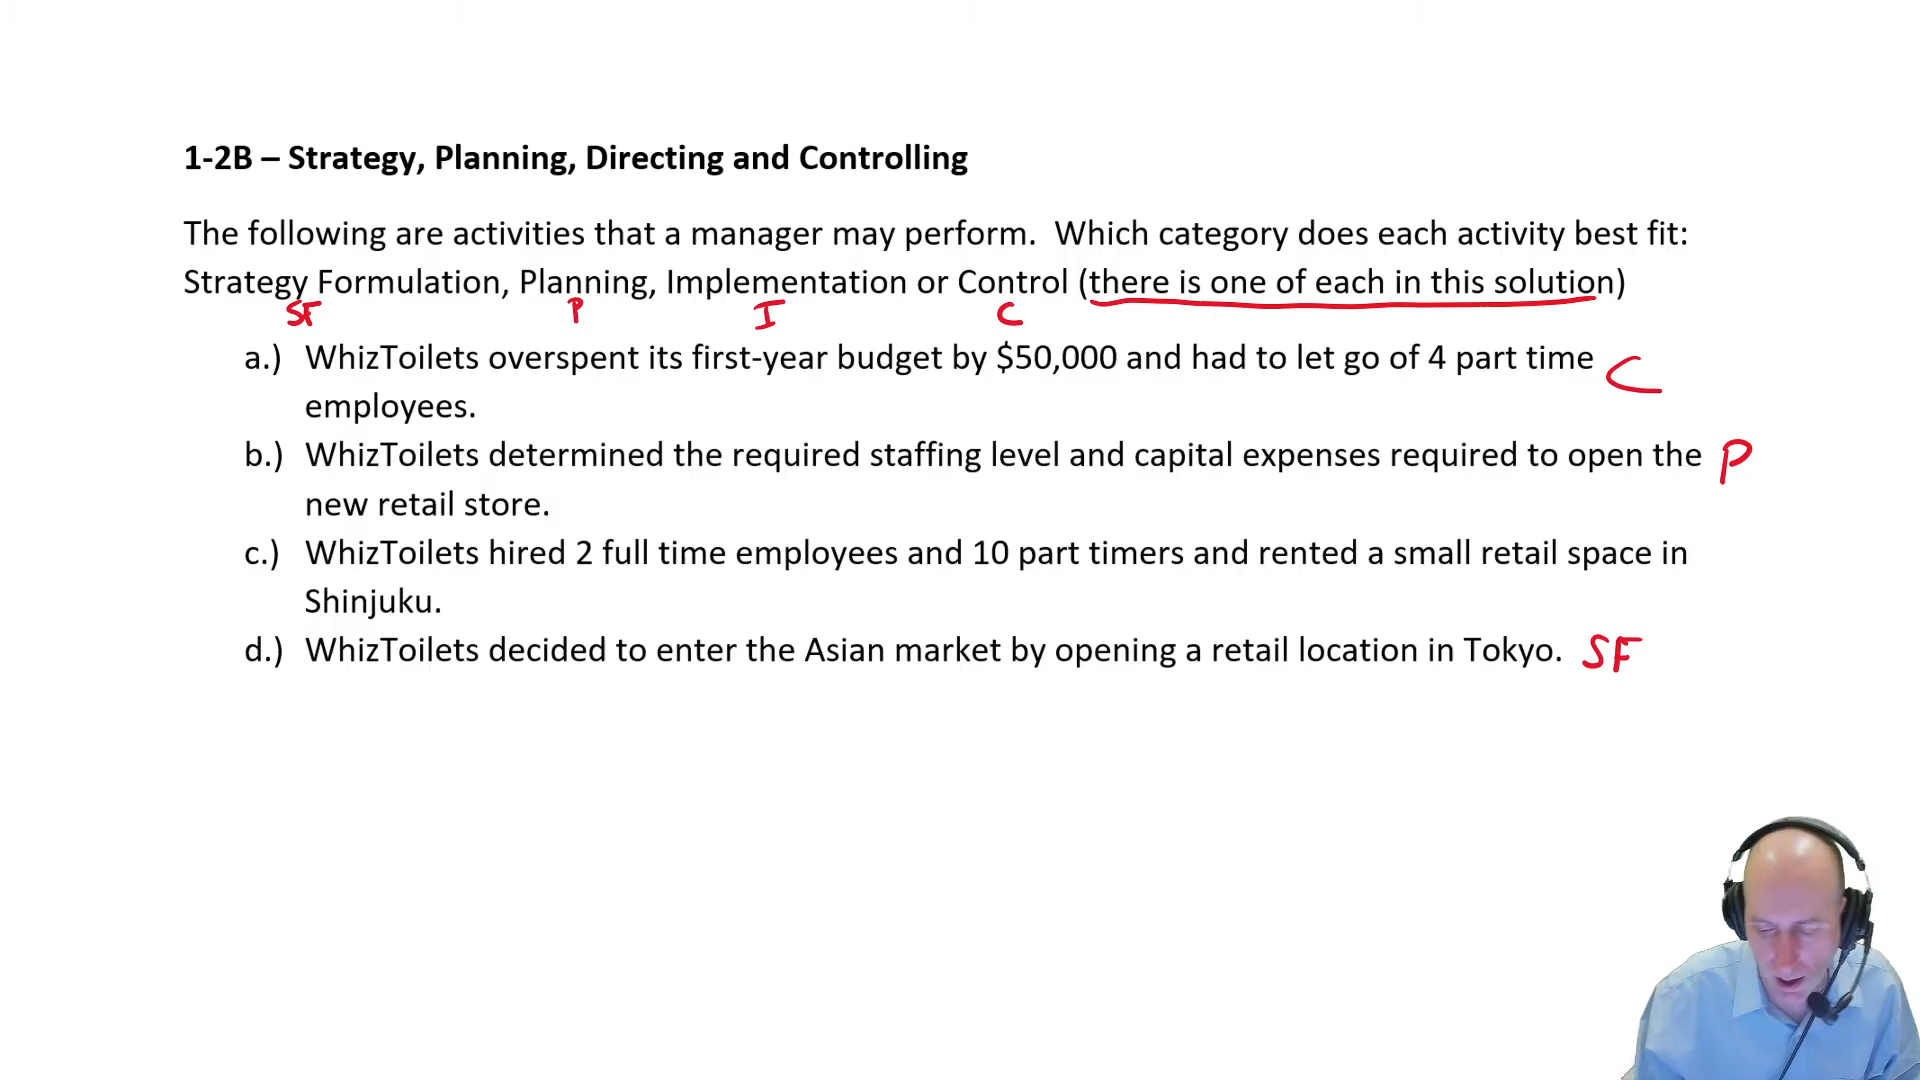 1-2B – Strategy, Planning, Directing and Controlling
The following are activities that a manager may perform.  Which category does each activity best fit:
Strategy Formulation, Planning, Implementation or Control (there is one of each in this solution)
SF P I C
a.) WhizToilets overspent its first-year budget by $50,000 and had to let go of 4 part time C
employees.
b.) WhizToilets determined the required staffing level and capital expenses required to open the P
new retail store.
c.) WhizToilets hired 2 full time employees and 10 part timers and rented a small retail space in
Shinjuku.
d.) WhizToilets decided to enter the Asian market by opening a retail location in Tokyo. SF